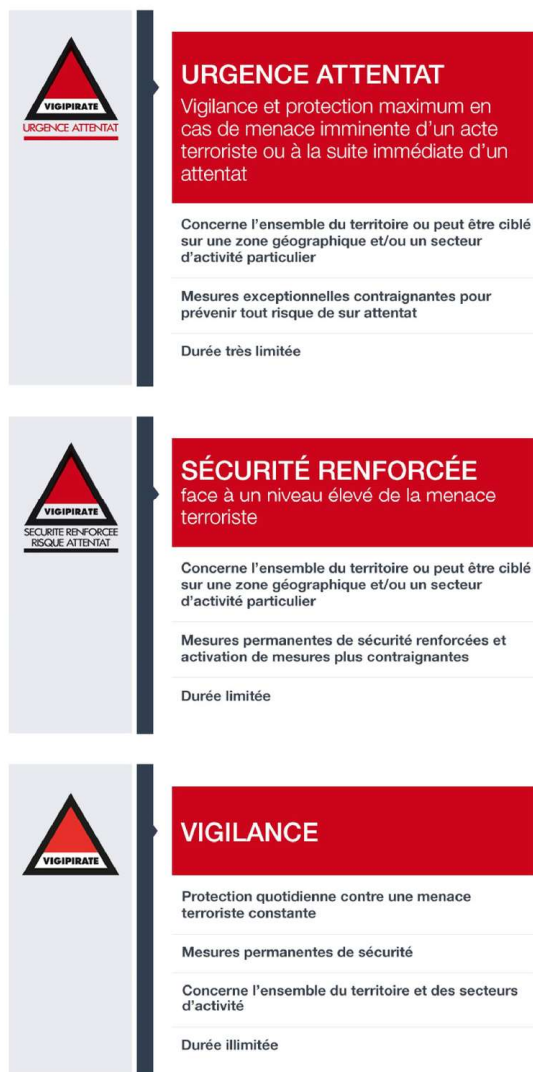 VIGIPIRATE
URGENCE ATTENTAT
URGENCE ATTENTAT
Vigilance et protection maximum en
cas de menace imminente d'un acte
terroriste ou à la suite immédiate d'un
attentat
Concerne l'ensemble du territoire ou peut être ciblé
sur une zone géographique et/ou un secteur
d'activité particulier
Mesures exceptionnelles contraignantes pour
prévenir tout risque de sur attentat
Durée très limitée
VIGIPIRATE
SECURITE RENFORCEE
RISQUE ATTENTAT
SÉCURITÉ RENFORCÉE
face à un niveau élevé de la menace
terroriste
Concerne l'ensemble du territoire ou peut être ciblé
sur une zone géographique et/ou un secteur
d'activité particulier
Mesures permanentes de sécurité renforcées et
activation de mesures plus contraignantes
Durée limitée
VIGIPIRATE
VIGILANCE
Protection quotidienne contre une menace
terroriste constante
Mesures permanentes de sécurité
Concerne l'ensemble du territoire et des secteurs
d'activité
Durée illimitée